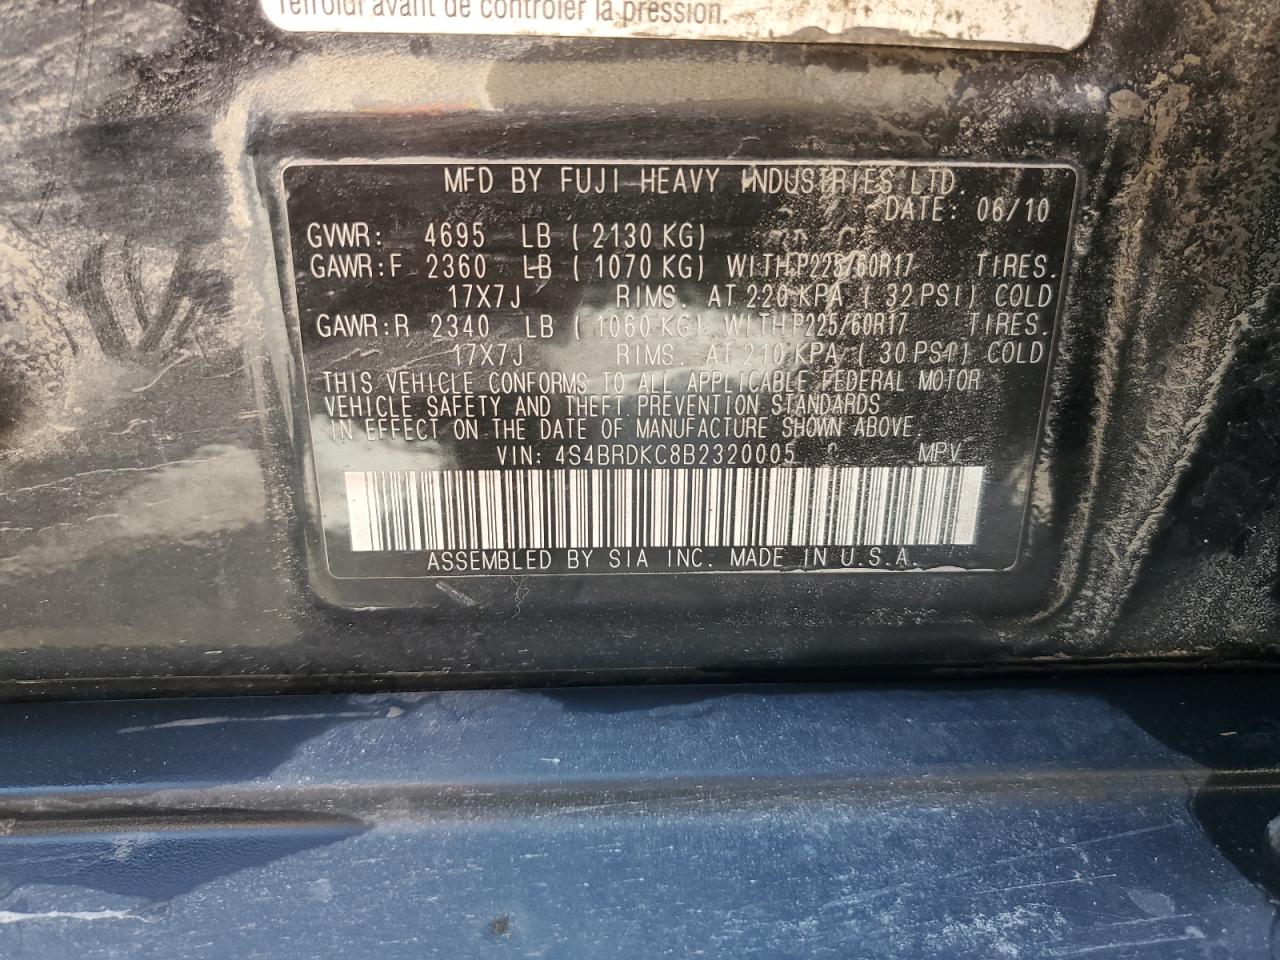 refroidi avant de contrôler la pression.
MFD BY FUJI HEAVY INDUSTRIES LTD.
DATE: 06/10
GVWR: 4695 LB (2130 KG)
GAWR:F 2360 LB (1070 KG) WITH P225/60R17 TIRES.
17X7J RIMS. AT 220 KPA (32PSI) COLD
GAWR:R 2340 LB (1060 KG) WITH P225/60R17 TIRES.
17X7J RIMS. AT 210 KPA (30PSI) COLD
THIS VEHICLE CONFORMS TO ALL APPLICABLE FEDERAL MOTOR
VEHICLE SAFETY AND THEFT PREVENTION STANDARDS
IN EFFECT ON THE DATE OF MANUFACTURE SHOWN ABOVE.
VIN: 4S4BRDKC8B2320005 MPV
ASSEMBLED BY SIA INC. MADE IN U.S.A.